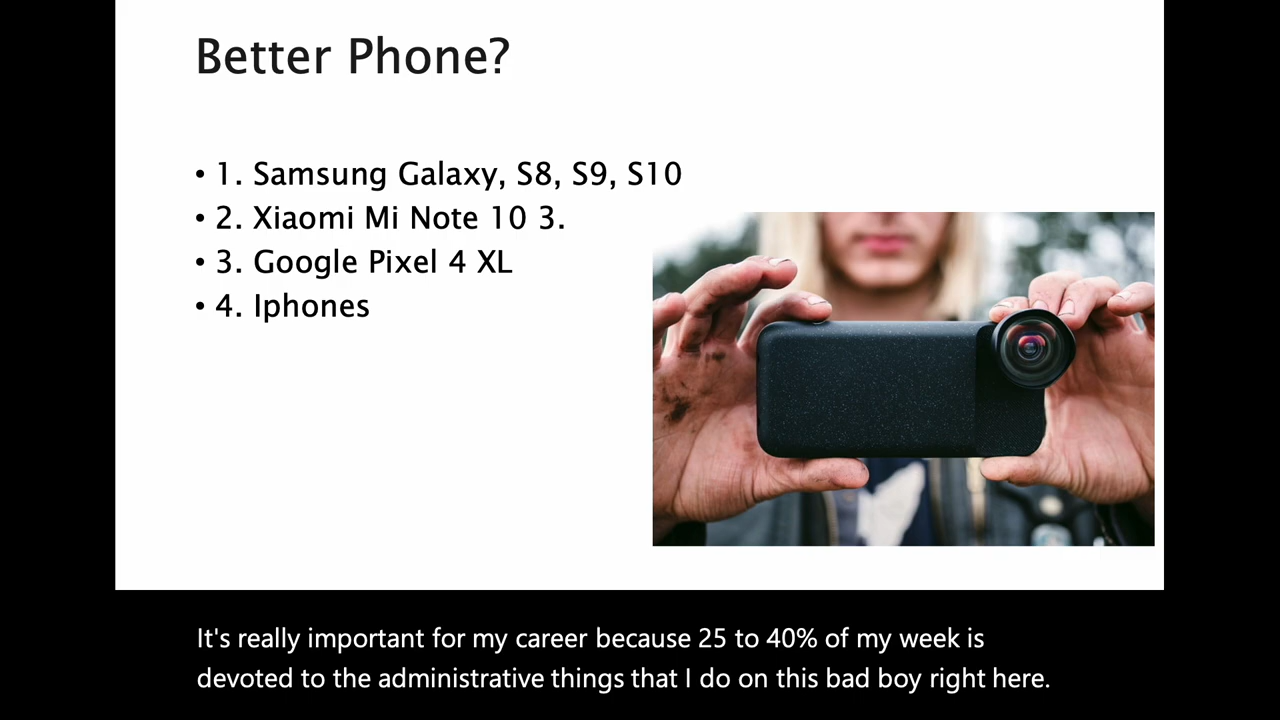 Better Phone?
• 1. Samsung Galaxy, S8, S9, S10
• 2. Xiaomi Mi Note 10 3.
• 3. Google Pixel 4 XL
• 4. Iphones
It's really important for my career because 25 to 40% of my week is
devoted to the administrative things that I do on this bad boy right here.